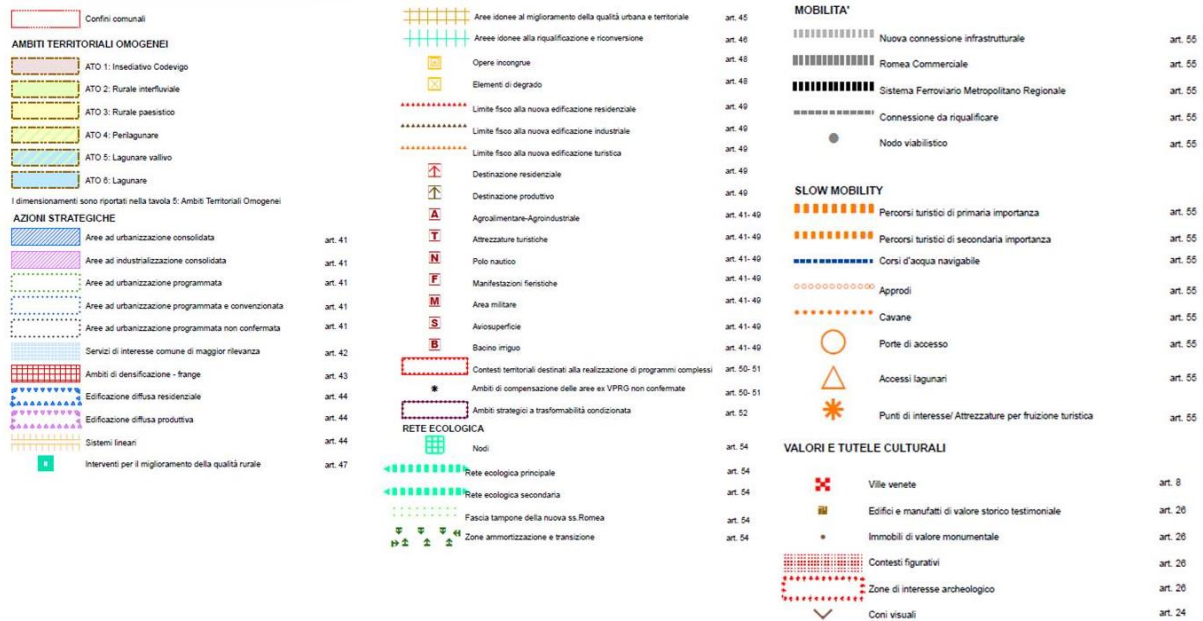 Confini comunali
AMBITI TERRITORIALI OMOGENEI
ATO 1: Insediativo Codevigo
ATO 2: Rurale interfluviale
ATO 3: Rurale paesistico
ATO 4: Perilagunare
ATO 5: Lagunare vallivo
ATO 6: Lagunare
I dimensionamenti sono riportati nella tavola 5: Ambiti Territoriali Omogenei
AZIONI STRATEGICHE
Aree ad urbanizzazione consolidata art. 41
Aree ad industrializzazione consolidata art. 41
Aree ad urbanizzazione programmata art. 41
Aree ad urbanizzazione programmata e convenzionata art. 41
Aree ad urbanizzazione programmata non confermata art. 41
Servizi di interesse comune di maggior rilevanza art. 42
Ambiti di densificazione - frange art. 43
Edificazione diffusa residenziale art. 44
Edificazione diffusa produttiva art. 44
Sistemi lineari art. 44
Interventi per il miglioramento della qualità rurale art. 47
Aree idonee al miglioramento della qualità urbana e territoriale art. 45
Areee idonee alla riqualificazione e riconversione art. 46
Opere incongrue art. 48
Elementi di degrado art. 48
Limite fisco alla nuova edificazione residenziale art. 49
Limite fisco alla nuova edificazione industriale art. 49
Limite fisco alla nuova edificazione turistica art. 49
Destinazione residenziale art. 49
Destinazione produttivo art. 49
A Agroalimentare-Agroindustriale art. 41- 49
T Attrezzature turistiche art. 41- 49
N Polo nautico art. 41- 49
F Manifestazioni fieristiche art. 41- 49
M Area militare art. 41- 49
S Aviosuperficie art. 41- 49
B Bacino irriguo art. 41- 49
Contesti territoriali destinati alla realizzazione di programmi complessi art. 50- 51
Ambiti di compensazione delle aree ex VPRG non confermate art. 50- 51
Ambiti strategici a trasformabilità condizionata art. 52
RETE ECOLOGICA
Nodi art. 54
Rete ecologica principale art. 54
Rete ecologica secondaria art. 54
Fascia tampone della nuova ss.Romea art. 54
Zone ammortizzazione e transizione art. 54
MOBILITA'
Nuova connessione infrastrutturale art. 55
Romea Commerciale art. 55
Sistema Ferroviario Metropolitano Regionale art. 55
Connessione da riqualificare art. 55
Nodo viabilistico art. 55
SLOW MOBILITY
Percorsi turistici di primaria importanza art. 55
Percorsi turistici di secondaria importanza art. 55
Corsi d'acqua navigabile art. 55
Approdi art. 55
Cavane art. 55
Porte di accesso art. 55
Accessi lagunari art. 55
Punti di interesse/ Attrezzature per fruizione turistica art. 55
VALORI E TUTELE CULTURALI
Ville venete art. 8
Edifici e manufatti di valore storico testimoniale art. 26
Immobili di valore monumentale art. 26
Contesti figurativi art. 26
Zone di interesse archeologico art. 26
Coni visuali art. 24